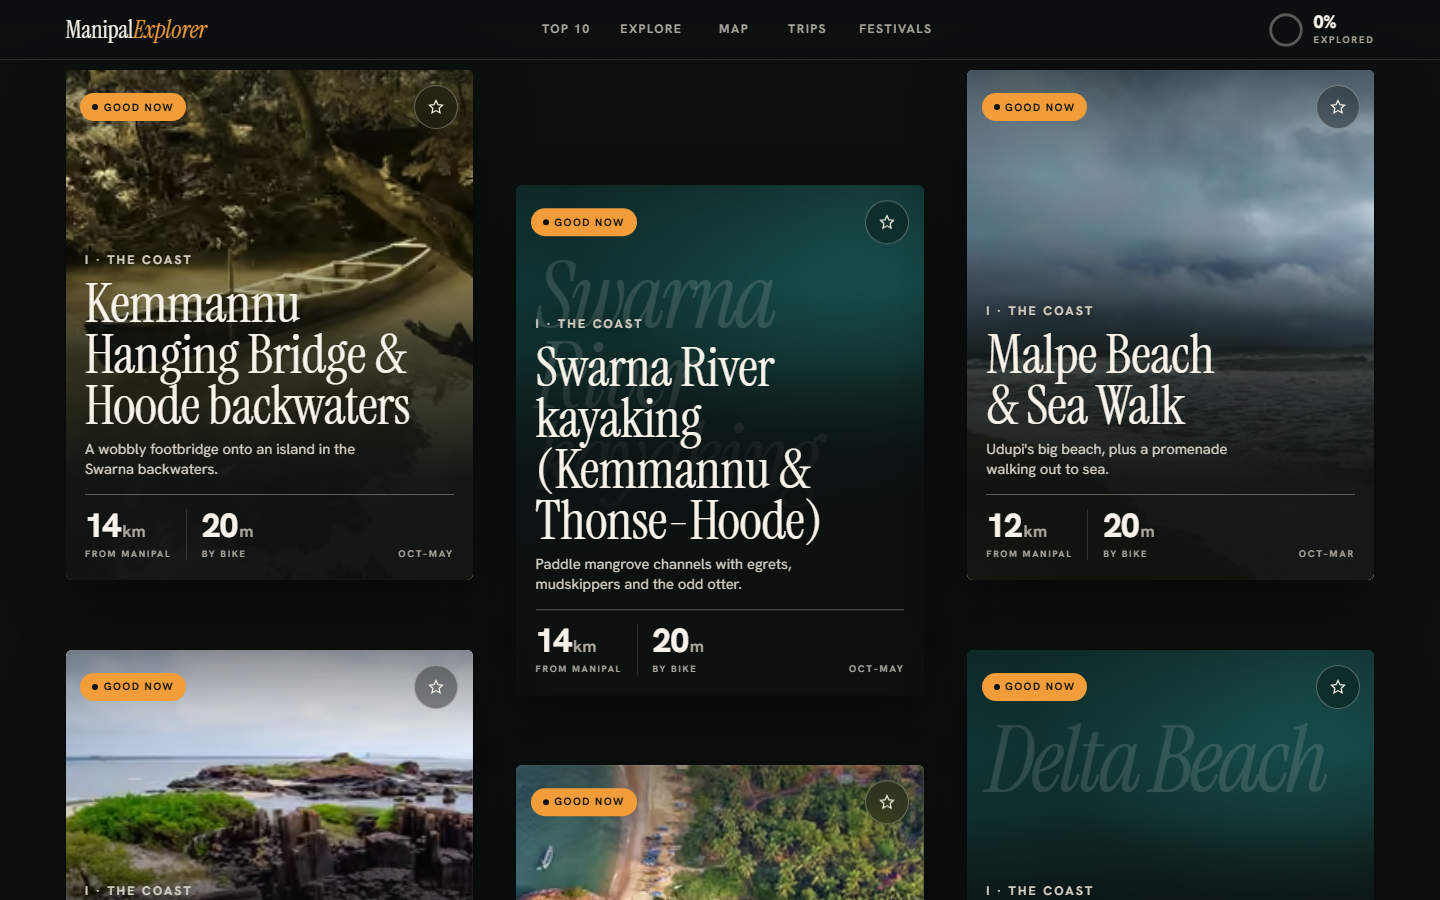 ManipalExplorer
TOP 10
EXPLORE
MAP
TRIPS
FESTIVALS
0%
EXPLORED
GOOD NOW
I · THE COAST
Kemmannu
Hanging Bridge &
Hoode backwaters
A wobbly footbridge onto an island in the
Swarna backwaters.
14km
FROM MANIPAL
20m
BY BIKE
OCT–MAY
GOOD NOW
Swarna
River
kayaking
I · THE COAST
Swarna River
kayaking
(Kemmannu &
Thonse-Hoode)
Paddle mangrove channels with egrets,
mudskippers and the odd otter.
14km
FROM MANIPAL
20m
BY BIKE
OCT–MAY
GOOD NOW
I · THE COAST
Malpe Beach
& Sea Walk
Udupi's big beach, plus a promenade
walking out to sea.
12km
FROM MANIPAL
20m
BY BIKE
OCT–MAR
GOOD NOW
I · THE COAST
GOOD NOW
GOOD NOW
Delta Beach
I · THE COAST